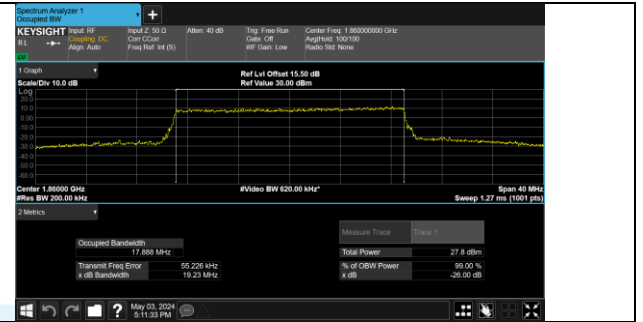 Spectrum Analyzer 1
Occupied BW
+
KEYSIGHT Input: RF Input Z: 50 Ω Atten: 40 dB Trig: Free Run Center Freq: 1.860000000 GHz
RL Coupling: DC Corr CCorr Gate: Off Avg|Hold: 100/100
Align: Auto Freq Ref: Int (S) #IF Gain: Low Radio Std: None
1 Graph
Ref Lvl Offset 15.50 dB
Scale/Div 10.0 dB Ref Value 30.00 dBm
Log
20.0
10.0
0.00
-10.0
-20.0
-30.0
-40.0
-50.0
-60.0
Center 1.86000 GHz #Video BW 620.00 kHz* Span 40 MHz
#Res BW 200.00 kHz Sweep 1.27 ms (1001 pts)
2 Metrics
Measure Trace Trace 1
Occupied Bandwidth
17.888 MHz Total Power 27.8 dBm
Transmit Freq Error 55.226 kHz % of OBW Power 99.00 %
x dB Bandwidth 19.23 MHz x dB -26.00 dB
? May 03, 2024
5:11:33 PM